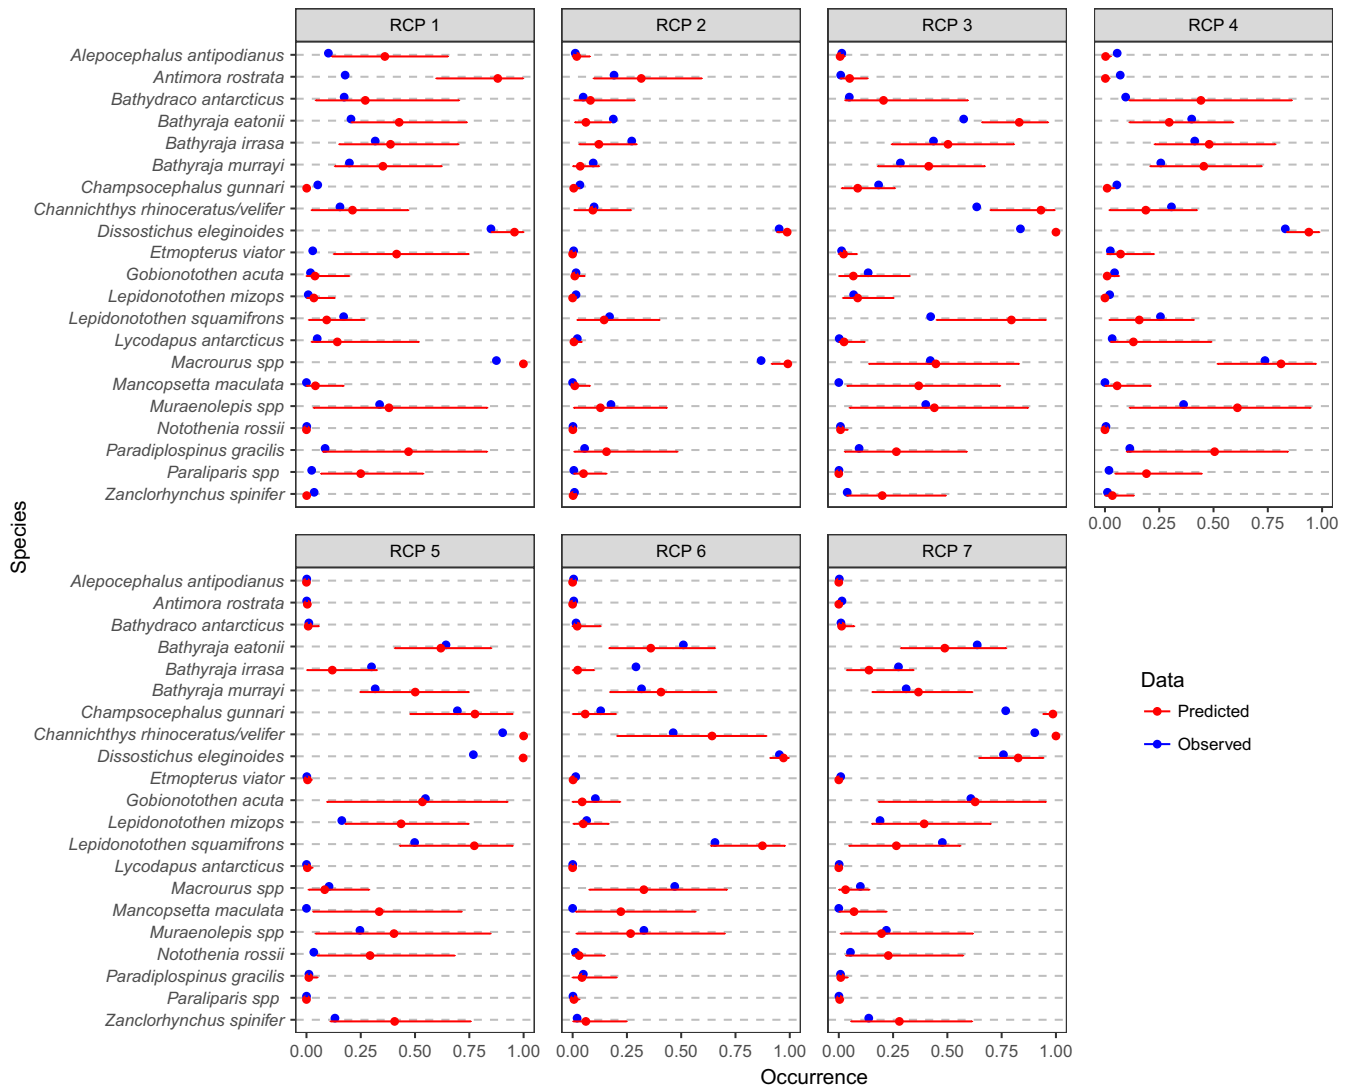 RCP 1
RCP 2
RCP 3
RCP 4
Alepocephalus antipodianus
Antimora rostrata
Bathydraco antarcticus
Bathyraja eatonii
Bathyraja irrasa
Bathyraja murrayi
Champsocephalus gunnari
Channichthys rhinoceratus/velifer
Dissostichus eleginoides
Etmopterus viator
Gobionotothen acuta
Lepidonotothen mizops
Lepidonotothen squamifrons
Lycodapus antarcticus
Macrourus spp
Mancopsetta maculata
Muraenolepis spp
Notothenia rossii
Paradiplospinus gracilis
Paraliparis spp
Zanclorhynchus spinifer
0.00 0.25 0.50 0.75 1.00
Species
RCP 5
RCP 6
RCP 7
Alepocephalus antipodianus
Antimora rostrata
Bathydraco antarcticus
Bathyraja eatonii
Bathyraja irrasa
Bathyraja murrayi
Champsocephalus gunnari
Channichthys rhinoceratus/velifer
Dissostichus eleginoides
Etmopterus viator
Gobionotothen acuta
Lepidonotothen mizops
Lepidonotothen squamifrons
Lycodapus antarcticus
Macrourus spp
Mancopsetta maculata
Muraenolepis spp
Notothenia rossii
Paradiplospinus gracilis
Paraliparis spp
Zanclorhynchus spinifer
0.00 0.25 0.50 0.75 1.00
0.00 0.25 0.50 0.75 1.00
0.00 0.25 0.50 0.75 1.00
Occurrence
Data
Predicted
Observed